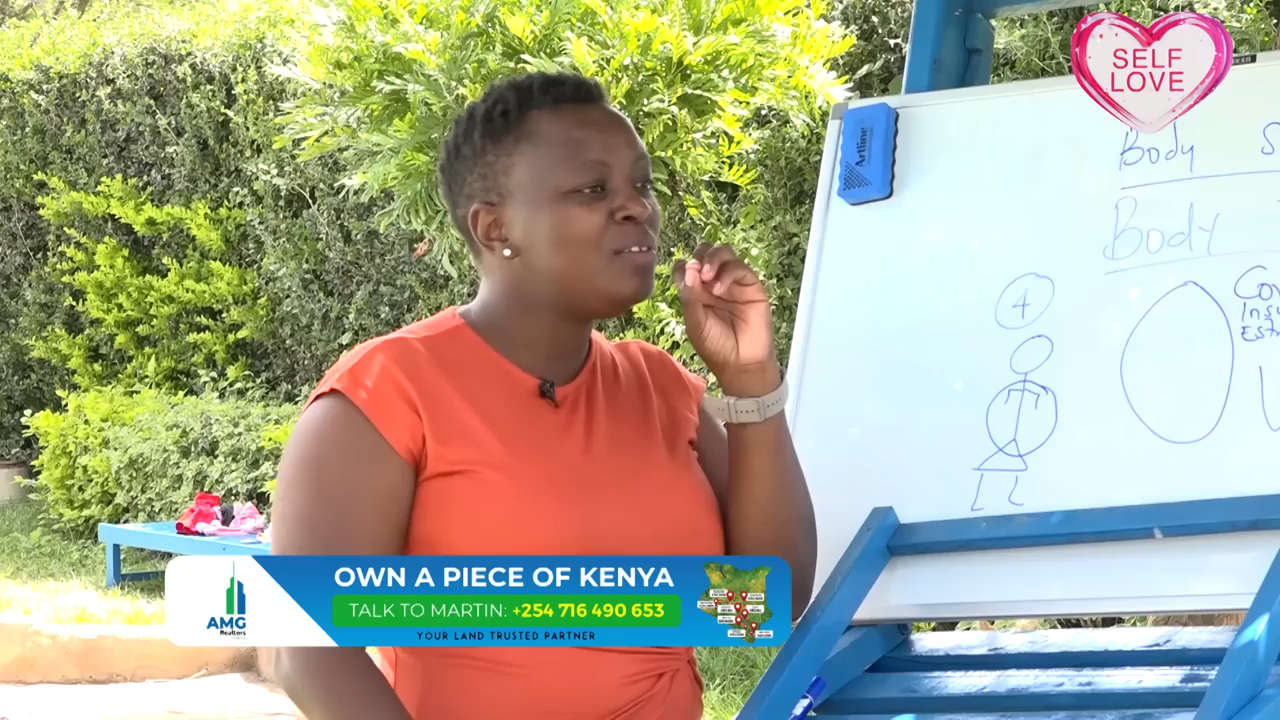 SELF
LOVE
Artline
Body S
Body
4
OWN A PIECE OF KENYA
TALK TO MARTIN: +254 716 490 653
YOUR LAND TRUSTED PARTNER
AMG
Realtors